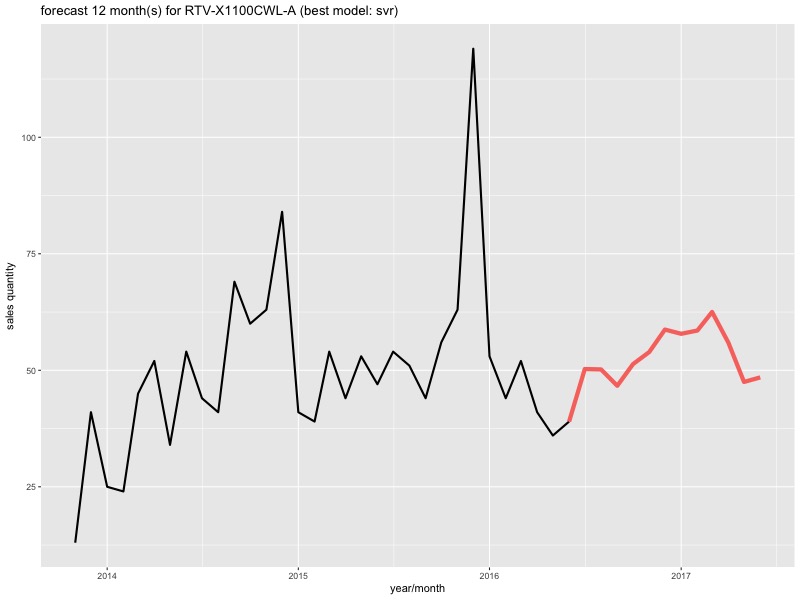 forecast 12 month(s) for RTV-X1100CWL-A (best model: svr)
100
75
50
25
sales quantity
2014 2015 2016 2017
year/month